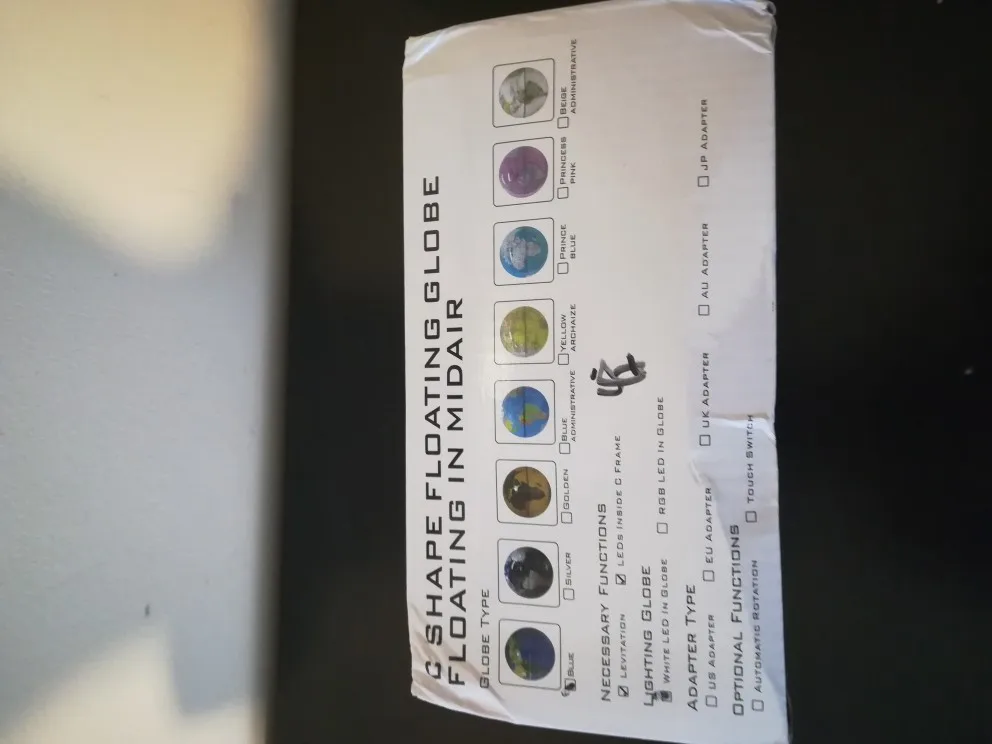 C SHAPE FLOATING GLOBE
FLOATING IN MIDAIR
GLOBE TYPE
☑ BLUE ☐ SILVER ☐ GOLDEN ☐ BLUE ADMINISTRATIVE ☐ YELLOW ARCHAIZE ☐ PRINCE BLUE ☐ PRINCESS PINK ☐ BEIGE ADMINISTRATIVE
NECESSARY FUNCTIONS
☑ LEVITATION ☑ LEDS INSIDE C FRAME
LIGHTING GLOBE
☑ WHITE LED IN GLOBE ☐ RGB LED IN GLOBE
ADAPTER TYPE
☐ US ADAPTER ☐ EU ADAPTER ☐ UK ADAPTER ☐ AU ADAPTER ☐ JP ADAPTER
OPTIONAL FUNCTIONS
☐ AUTOMATIC ROTATION ☐ TOUCH SWITCH